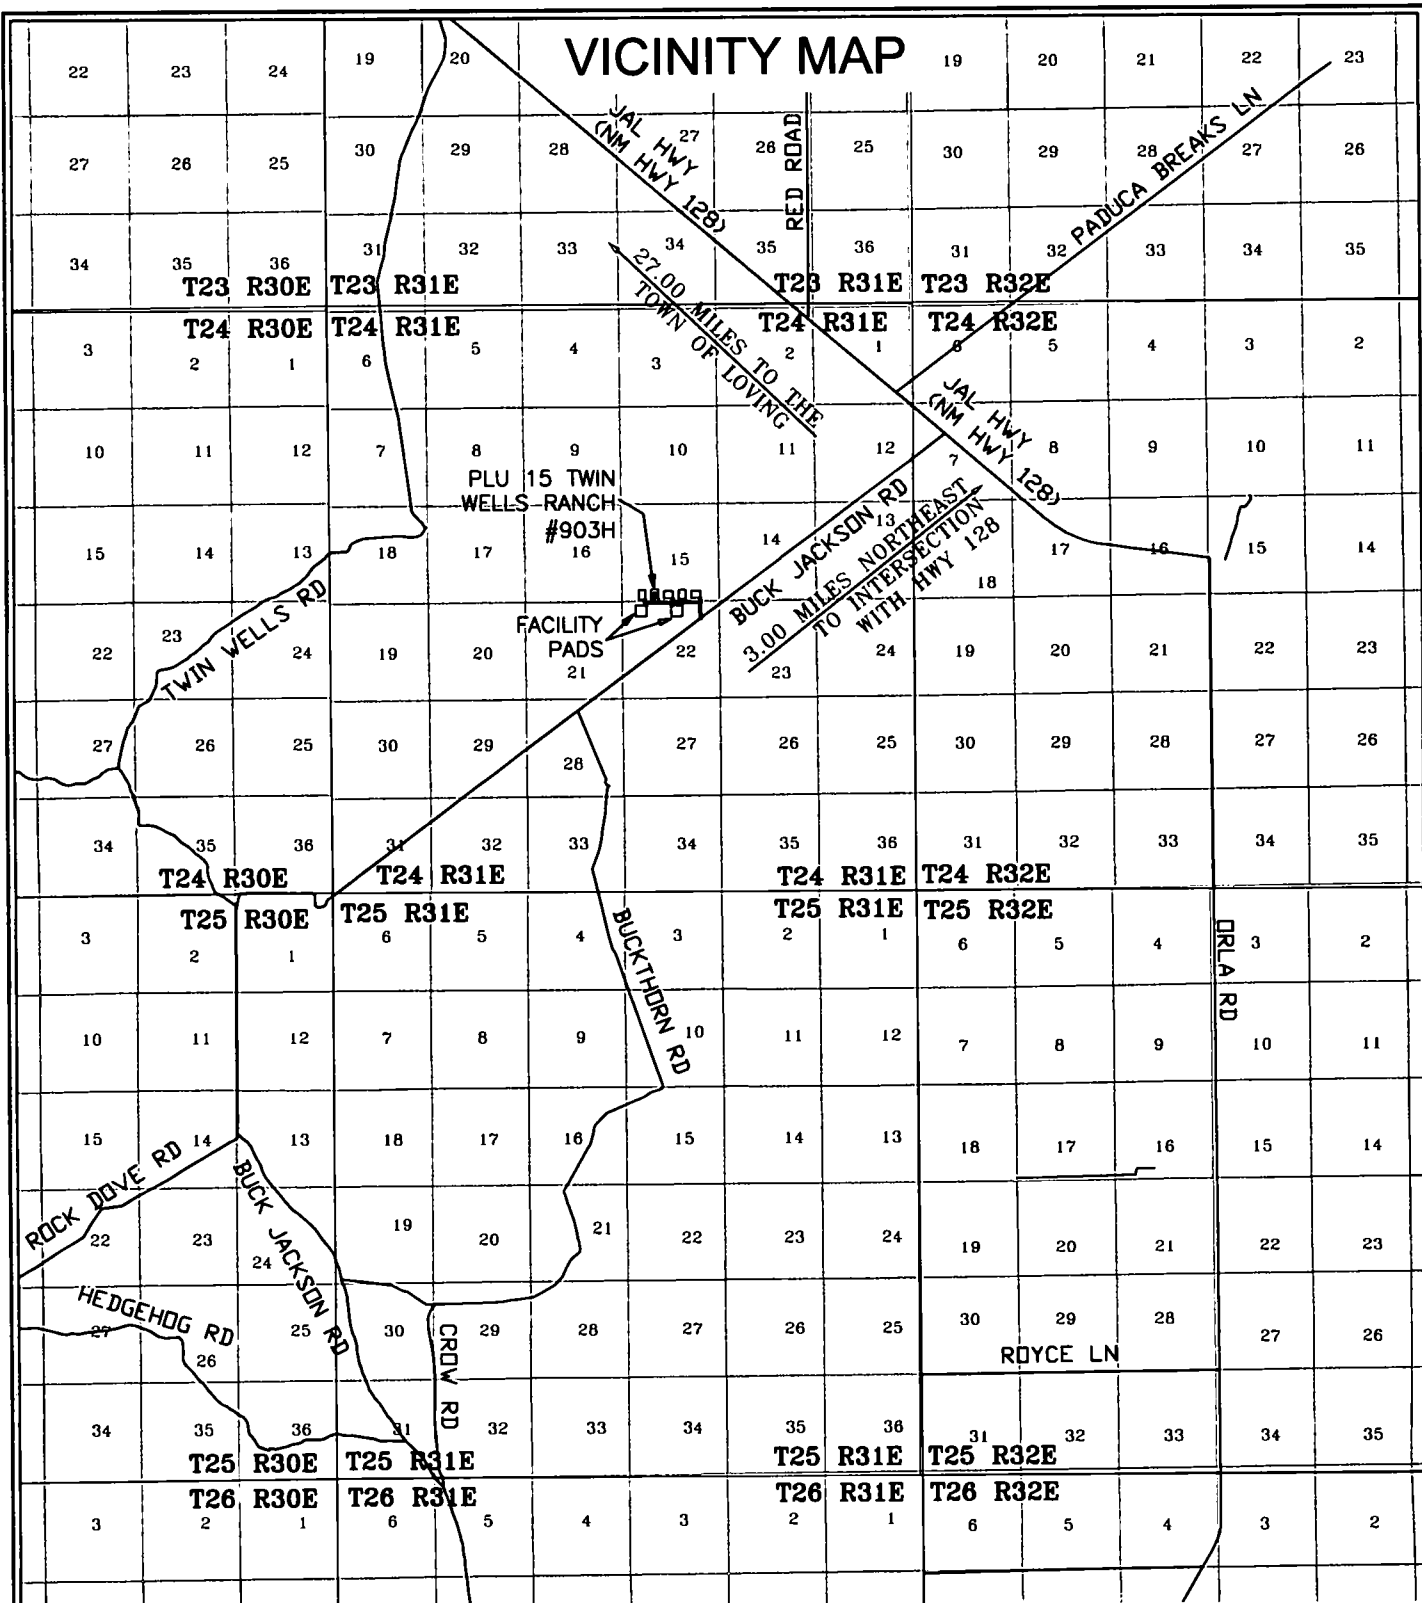 VICINITY MAP
22 23 24 19 20 19 20 21 22 23
JAL HWY
(NM HWY 128)
RED ROAD
PADUCA BREAKS LN
27 26 25 30 29 28 27 26 25 30 29 28 27 26
34 35 36 31 32 33 34 35 36 31 32 33 34 35
T23 R30E T23 R31E T23 R31E T23 R32E
27.00 MILES TO THE
TOWN OF LOVING
T24 R30E T24 R31E T24 R31E T24 R32E
3 2 1 6 5 4 3 2 1 6 5 4 3 2
JAL HWY
(NM HWY 128)
10 11 12 7 8 9 10 11 12 7 8 9 10 11
PLU 15 TWIN
WELLS RANCH
#903H
BUCK JACKSON RD
3.00 MILES NORTHEAST
TO INTERSECTION
WITH HWY 128
15 14 13 18 17 16 15 14 13 18 17 16 15 14
TWIN WELLS RD
FACILITY
PADS
22 23 24 19 20 21 22 23 24 19 20 21 22 23
27 26 25 30 29 28 27 26 25 30 29 28 27 26
34 35 36 31 32 33 34 35 36 31 32 33 34 35
T24 R30E T24 R31E T24 R31E T24 R32E
T25 R30E T25 R31E T25 R31E T25 R32E
3 2 1 6 5 4 3 2 1 6 5 4 3 2
BUCKTHORN RD
ORLA RD
10 11 12 7 8 9 10 11 12 7 8 9 10 11
15 14 13 18 17 16 15 14 13 18 17 16 15 14
ROCK DOVE RD
BUCK JACKSON RD
22 23 24 19 20 21 22 23 24 19 20 21 22 23
HEDGEHOG RD
27 26 25 30 29 28 27 26 25 30 29 28 27 26
CROW RD
ROYCE LN
34 35 36 31 32 33 34 35 36 31 32 33 34 35
T25 R30E T25 R31E T25 R31E T25 R32E
T26 R30E T26 R31E T26 R31E T26 R32E
3 2 1 6 5 4 3 2 1 6 5 4 3 2